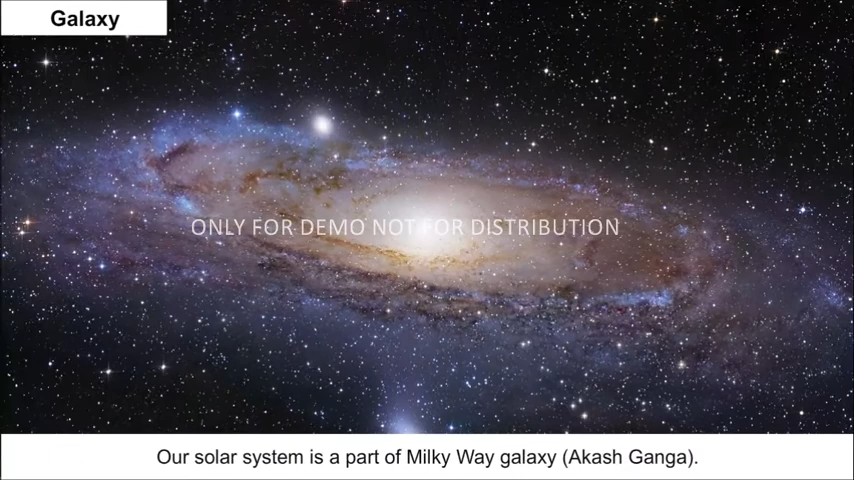 Galaxy
ONLY FOR DEMO NOT FOR DISTRIBUTION
Our solar system is a part of Milky Way galaxy (Akash Ganga).